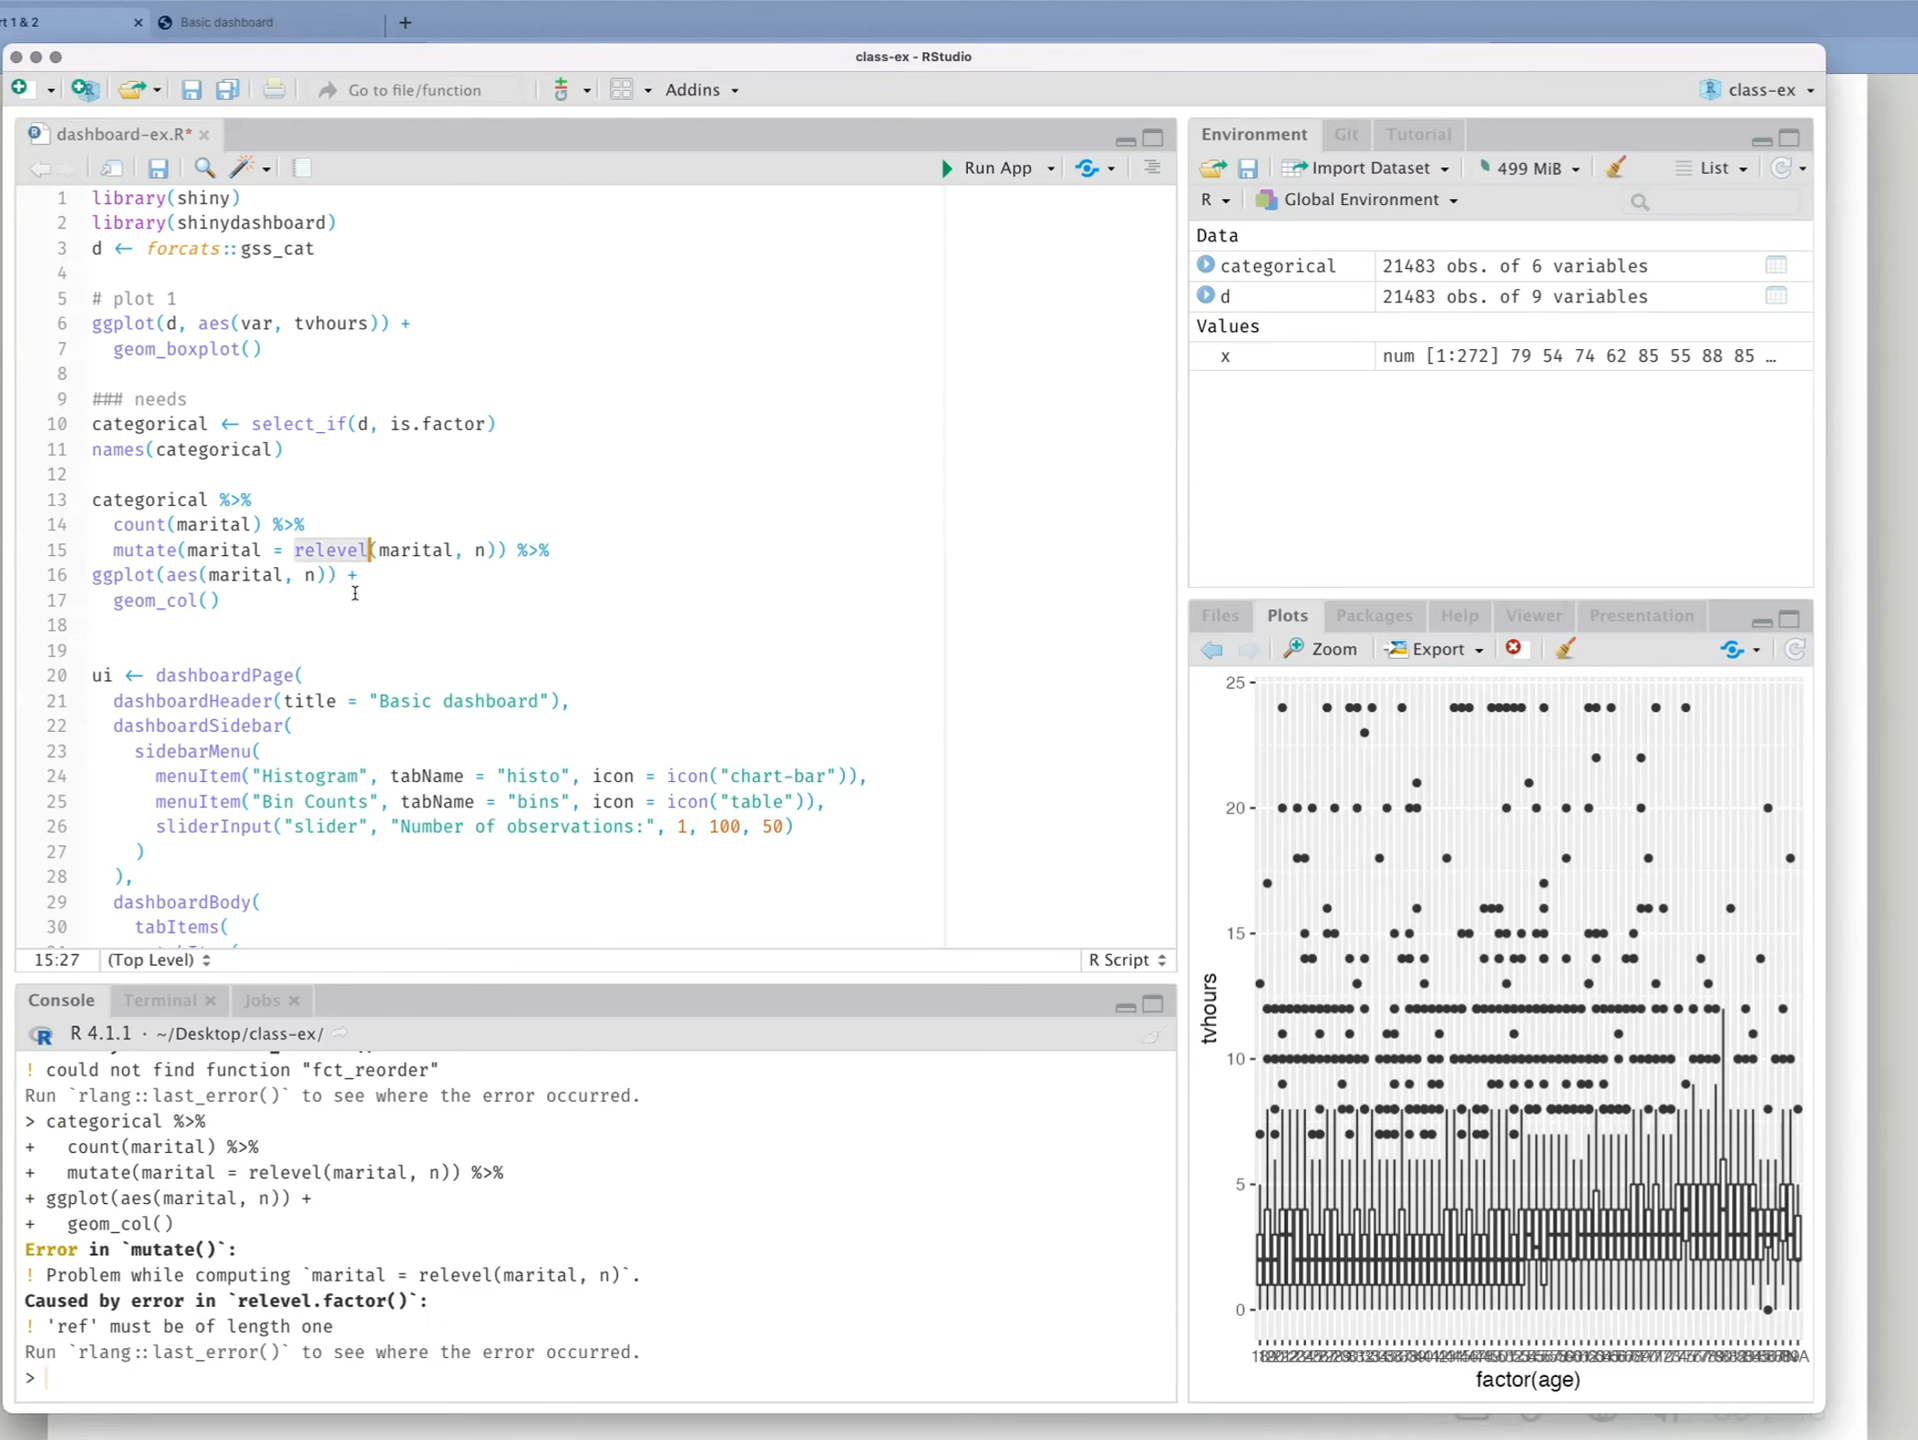 rt 1 & 2
Basic dashboard
class-ex - RStudio
Go to file/function
Addins
class-ex
dashboard-ex.R*
Run App
1 library(shiny)
2 library(shinydashboard)
3 d ← forcats::gss_cat
4
5 # plot 1
6 ggplot(d, aes(var, tvhours)) +
7 geom_boxplot()
8
9 ### needs
10 categorical ← select_if(d, is.factor)
11 names(categorical)
12
13 categorical %>%
14 count(marital) %>%
15 mutate(marital = relevel(marital, n)) %>%
16 ggplot(aes(marital, n)) +
17 geom_col()
18
19
20 ui ← dashboardPage(
21 dashboardHeader(title = "Basic dashboard"),
22 dashboardSidebar(
23 sidebarMenu(
24 menuItem("Histogram", tabName = "histo", icon = icon("chart-bar")),
25 menuItem("Bin Counts", tabName = "bins", icon = icon("table")),
26 sliderInput("slider", "Number of observations:", 1, 100, 50)
27 )
28 ),
29 dashboardBody(
30 tabItems(
15:27 (Top Level) R Script
Console Terminal Jobs
R 4.1.1 · ~/Desktop/class-ex/
! could not find function "fct_reorder"
Run `rlang::last_error()` to see where the error occurred.
> categorical %>%
+ count(marital) %>%
+ mutate(marital = relevel(marital, n)) %>%
+ ggplot(aes(marital, n)) +
+ geom_col()
Error in `mutate()`:
! Problem while computing `marital = relevel(marital, n)`.
Caused by error in `relevel.factor()`:
! 'ref' must be of length one
Run `rlang::last_error()` to see where the error occurred.
>
Environment Git Tutorial
Import Dataset 499 MiB List
R Global Environment
Data
categorical 21483 obs. of 6 variables
d 21483 obs. of 9 variables
Values
x num [1:272] 79 54 74 62 85 55 88 85 …
Files Plots Packages Help Viewer Presentation
Zoom Export
25
20
15
10
5
0
tvhours
factor(age)